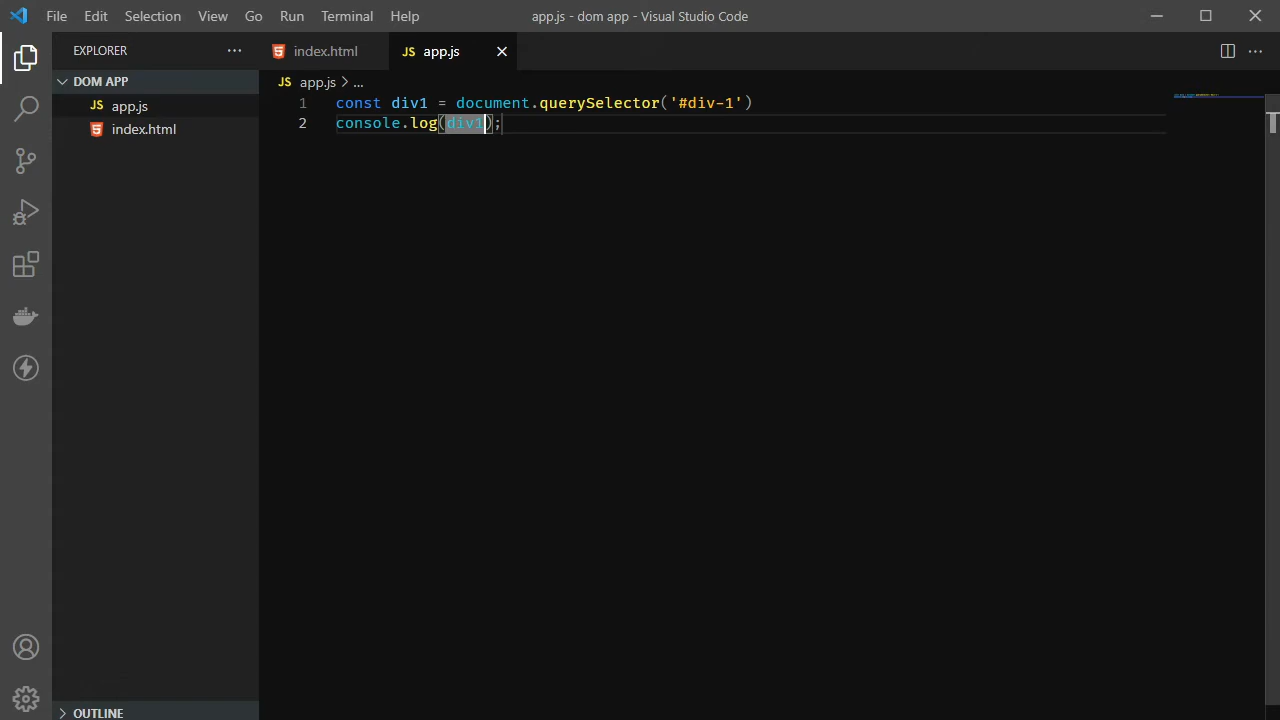 File Edit Selection View Go Run Terminal Help app.js - dom app - Visual Studio Code
EXPLORER
index.html
JS app.js
DOM APP
JS app.js
index.html
JS app.js > ...
1 const div1 = document.querySelector('#div-1')
2 console.log(div1);
OUTLINE